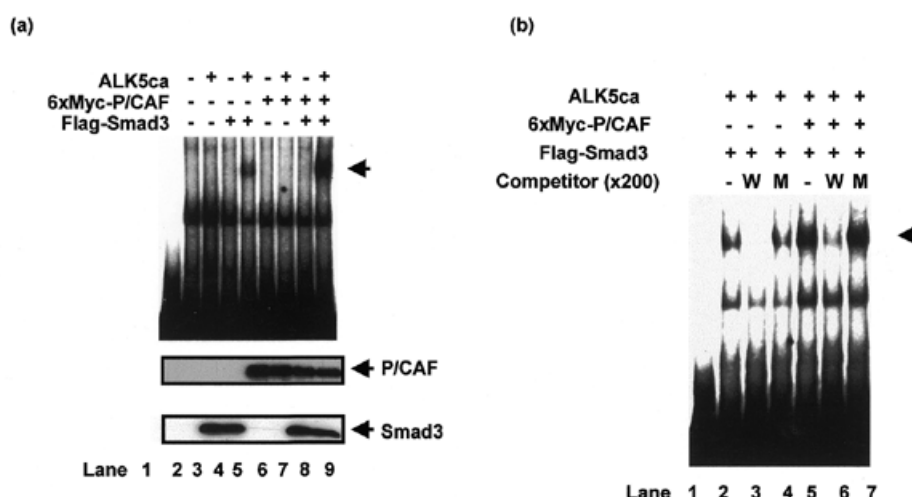 (a)
ALK5ca - + - + - + - +
6xMyc-P/CAF - - - - + + + +
Flag-Smad3 - - + + - - + +
P/CAF
Smad3
Lane 1 2 3 4 5 6 7 8 9
(b)
ALK5ca + + + + + +
6xMyc-P/CAF - - - + + +
Flag-Smad3 + + + + + +
Competitor (x200) - W M - W M
Lane 1 2 3 4 5 6 7